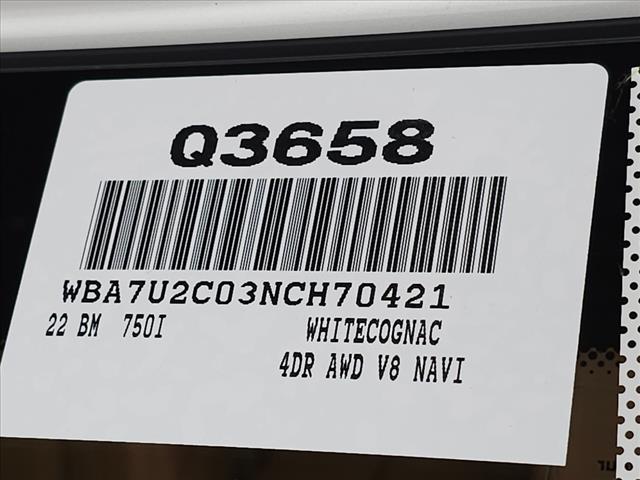 Q3658
WBA7U2C03NCH70421
22 BM 750I WHITECOGNAC
4DR AWD V8 NAVI